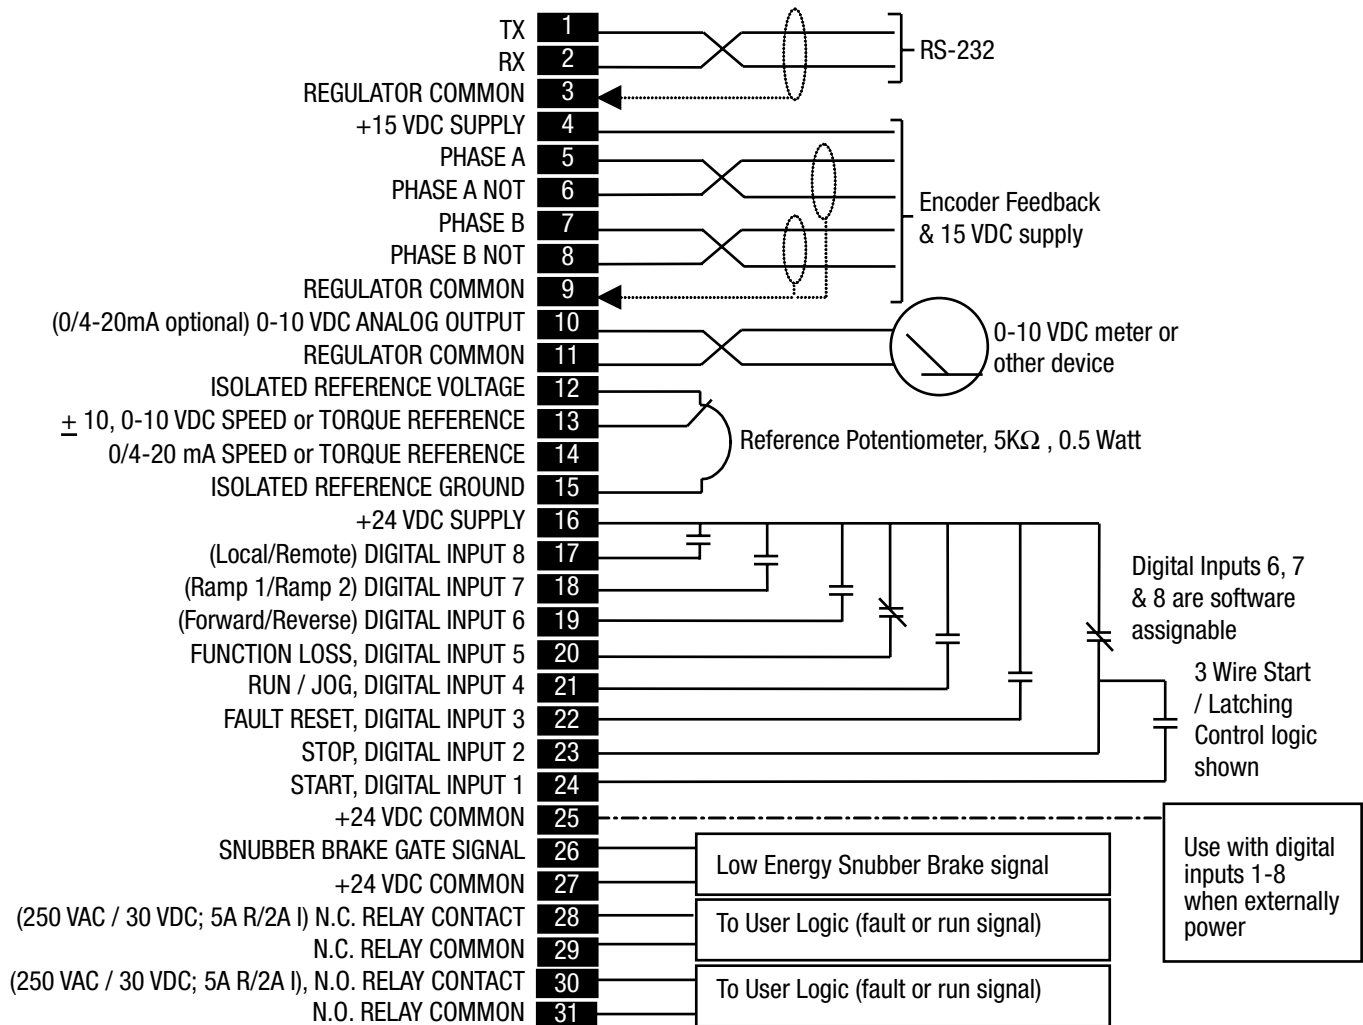 TX 1
RX 2
RS-232
REGULATOR COMMON 3
+15 VDC SUPPLY 4
PHASE A 5
PHASE A NOT 6
PHASE B 7
PHASE B NOT 8
Encoder Feedback
& 15 VDC supply
REGULATOR COMMON 9
(0/4-20mA optional) 0-10 VDC ANALOG OUTPUT 10
REGULATOR COMMON 11
0-10 VDC meter or
other device
ISOLATED REFERENCE VOLTAGE 12
± 10, 0-10 VDC SPEED or TORQUE REFERENCE 13
0/4-20 mA SPEED or TORQUE REFERENCE 14
Reference Potentiometer, 5KΩ , 0.5 Watt
ISOLATED REFERENCE GROUND 15
+24 VDC SUPPLY 16
(Local/Remote) DIGITAL INPUT 8 17
(Ramp 1/Ramp 2) DIGITAL INPUT 7 18
(Forward/Reverse) DIGITAL INPUT 6 19
Digital Inputs 6, 7
& 8 are software
assignable
FUNCTION LOSS, DIGITAL INPUT 5 20
RUN / JOG, DIGITAL INPUT 4 21
FAULT RESET, DIGITAL INPUT 3 22
STOP, DIGITAL INPUT 2 23
START, DIGITAL INPUT 1 24
3 Wire Start
/ Latching
Control logic
shown
+24 VDC COMMON 25
Use with digital
inputs 1-8
when externally
power
SNUBBER BRAKE GATE SIGNAL 26
+24 VDC COMMON 27
Low Energy Snubber Brake signal
(250 VAC / 30 VDC; 5A R/2A I) N.C. RELAY CONTACT 28
N.C. RELAY COMMON 29
To User Logic (fault or run signal)
(250 VAC / 30 VDC; 5A R/2A I), N.O. RELAY CONTACT 30
N.O. RELAY COMMON 31
To User Logic (fault or run signal)